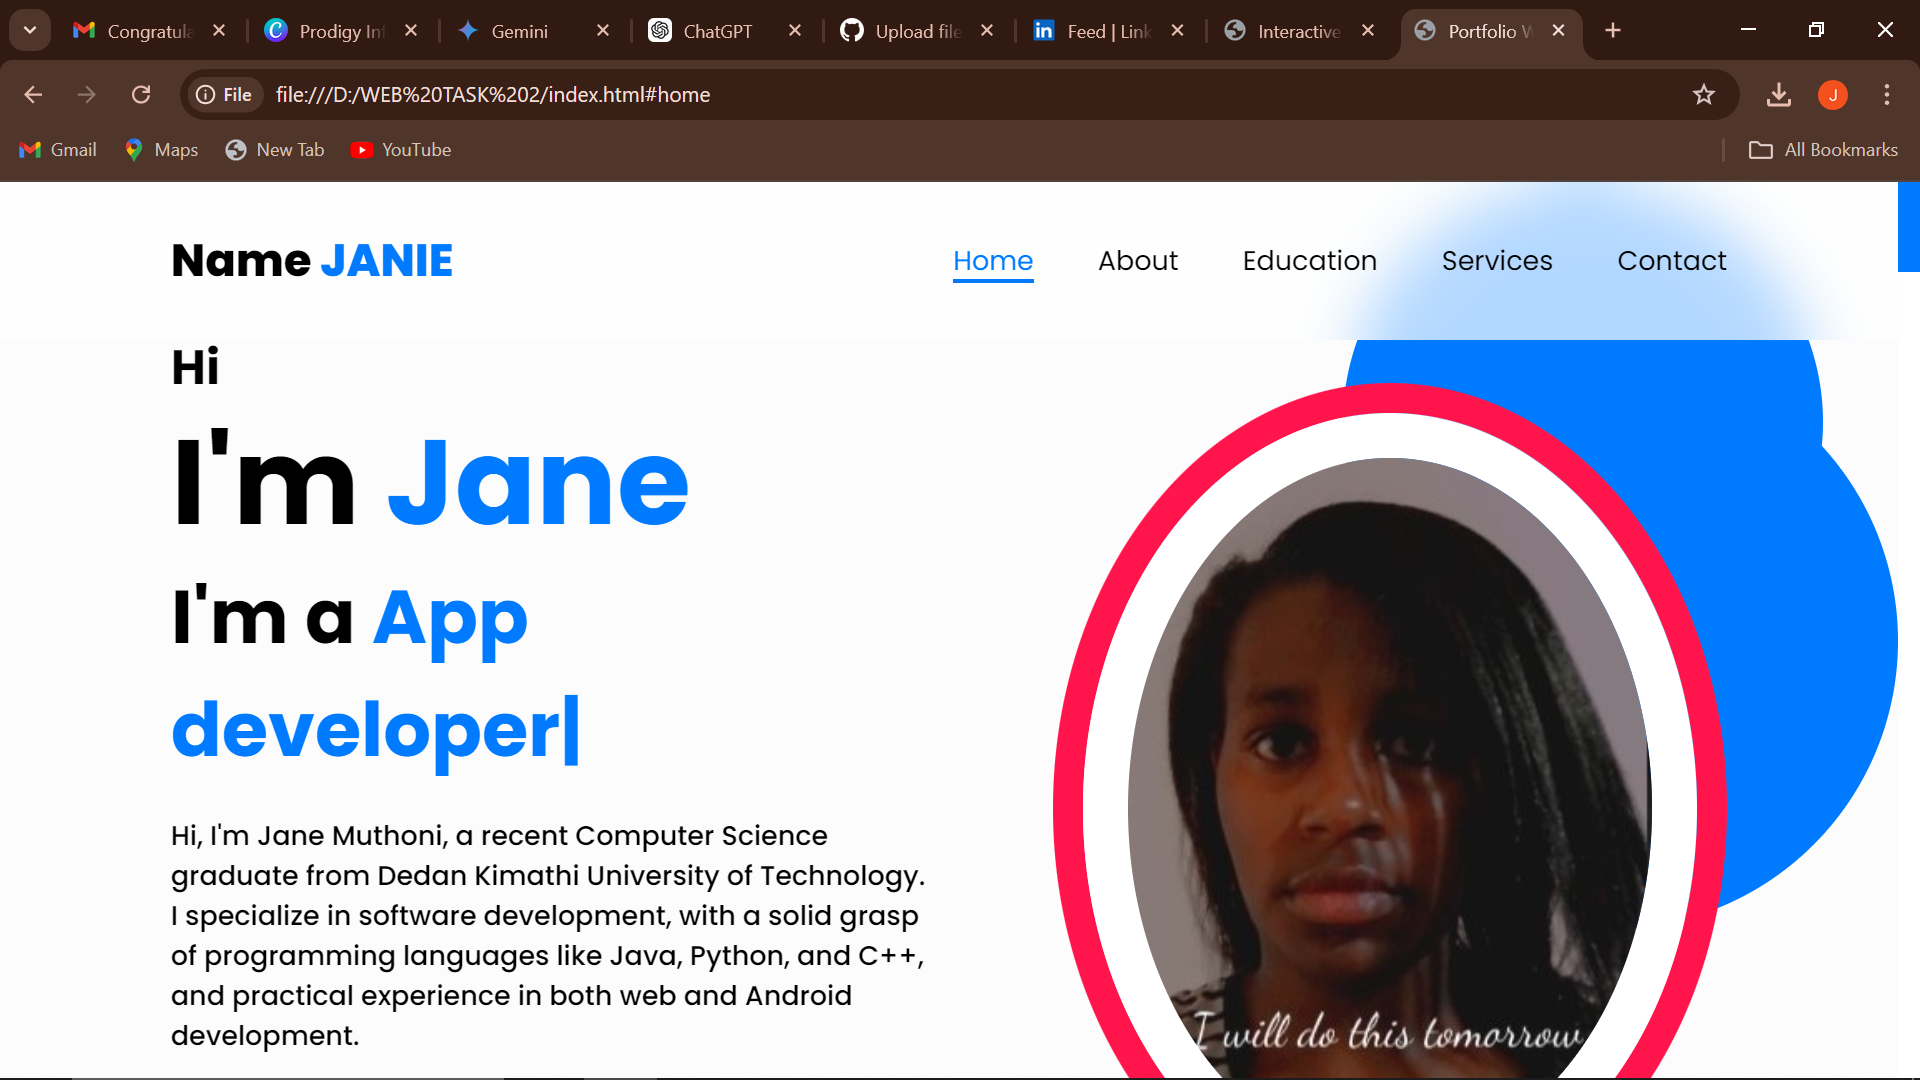 Congratula
Prodigy Inf
Gemini
ChatGPT
Upload file
Feed | Link
Interactive
Portfolio W
File
file:///D:/WEB%20TASK%202/index.html#home
J
Gmail
Maps
New Tab
YouTube
All Bookmarks
Name JANIE
Home
About
Education
Services
Contact
Hi
I'm Jane
I'm a App
developer|
Hi, I'm Jane Muthoni, a recent Computer Science
graduate from Dedan Kimathi University of Technology.
I specialize in software development, with a solid grasp
of programming languages like Java, Python, and C++,
and practical experience in both web and Android
development.
I will do this tomorrow